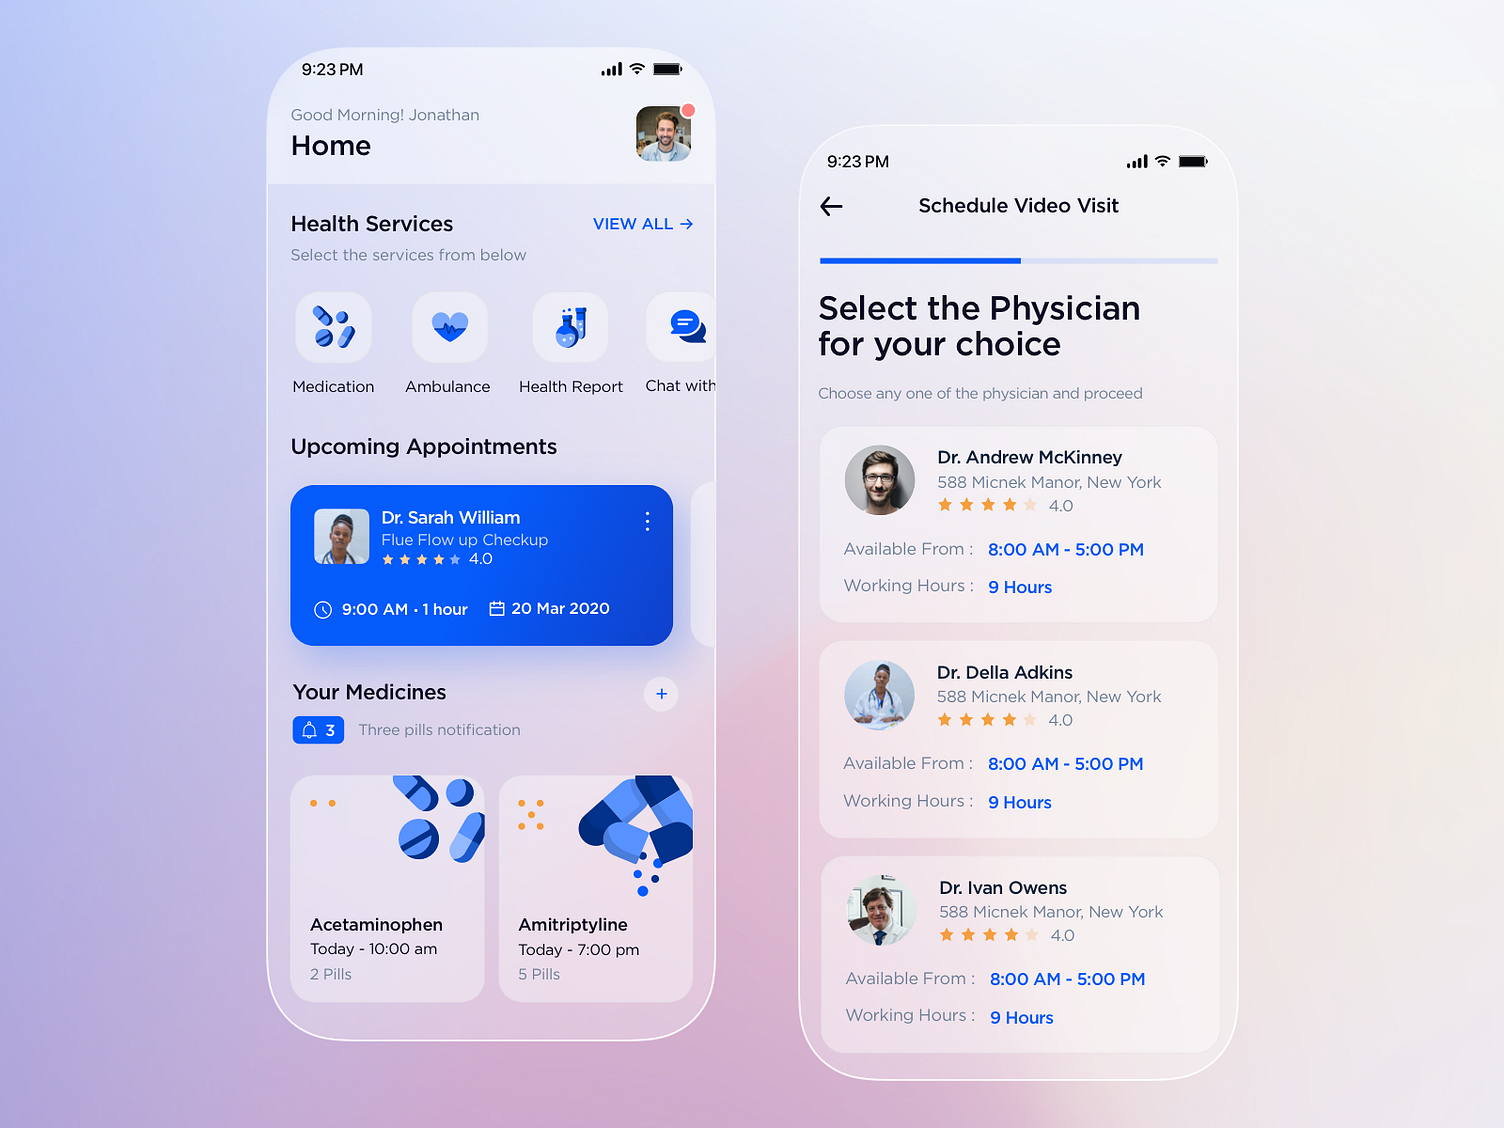 9:23 PM
Good Morning! Jonathan
Home
Health Services
VIEW ALL →
Select the services from below
Medication
Ambulance
Health Report
Chat with
Upcoming Appointments
Dr. Sarah William
Flue Flow up Checkup
4.0
9:00 AM • 1 hour
20 Mar 2020
Your Medicines
+
3
Three pills notification
Acetaminophen
Today - 10:00 am
2 Pills
Amitriptyline
Today - 7:00 pm
5 Pills
9:23 PM
Schedule Video Visit
Select the Physician
for your choice
Choose any one of the physician and proceed
Dr. Andrew McKinney
588 Micnek Manor, New York
4.0
Available From : 8:00 AM - 5:00 PM
Working Hours : 9 Hours
Dr. Della Adkins
588 Micnek Manor, New York
4.0
Available From : 8:00 AM - 5:00 PM
Working Hours : 9 Hours
Dr. Ivan Owens
588 Micnek Manor, New York
4.0
Available From : 8:00 AM - 5:00 PM
Working Hours : 9 Hours